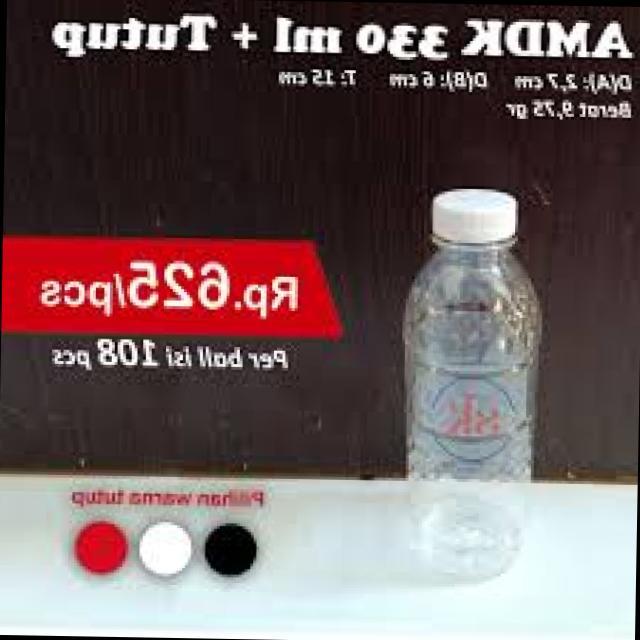 AMDK 330 ml + Tutup
D(A): 2,7 cm D(B): 6 cm T: 15 cm
Berat 9,75 gr
Rp.625/pcs
Per ball isi 108 pcs
Pilihan warna tutup